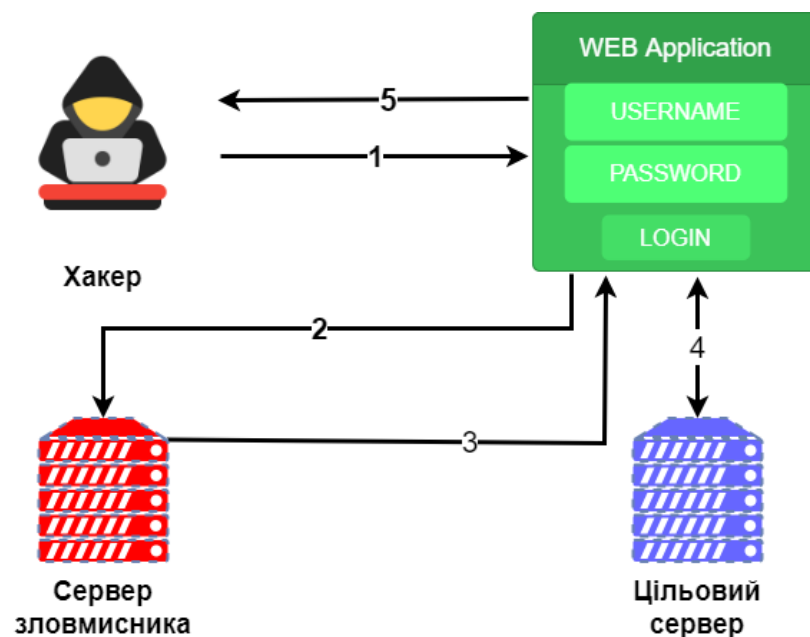 WEB Application
5
USERNAME
1
PASSWORD
LOGIN
Хакер
2
4
3
Сервер
зловмисника
Цільовий
сервер